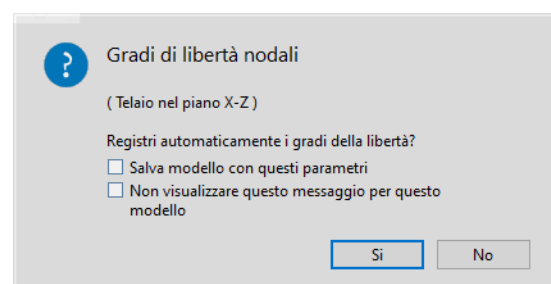 Gradi di libertà nodali
( Telaio nel piano X-Z )
Registri automaticamente i gradi della libertà?
Salva modello con questi parametri
Non visualizzare questo messaggio per questo
modello
Si
No